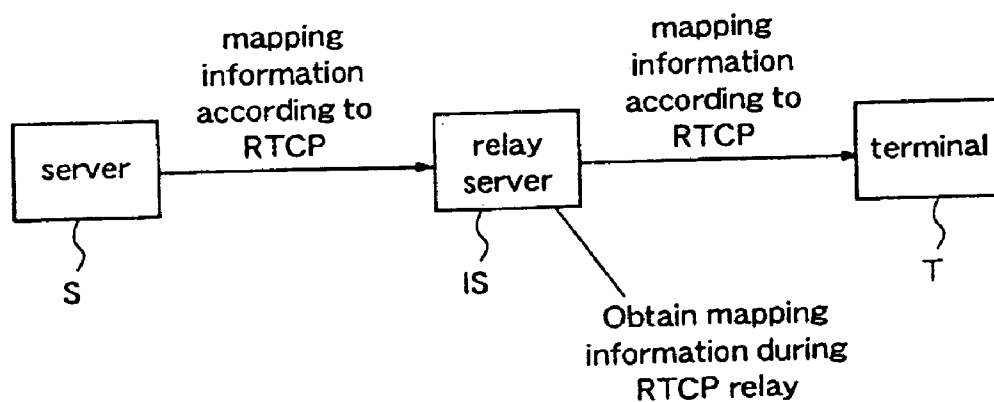 mapping
information
according to
RTCP
mapping
information
according to
RTCP
server
relay
server
terminal
S
IS
T
Obtain mapping
information during
RTCP relay